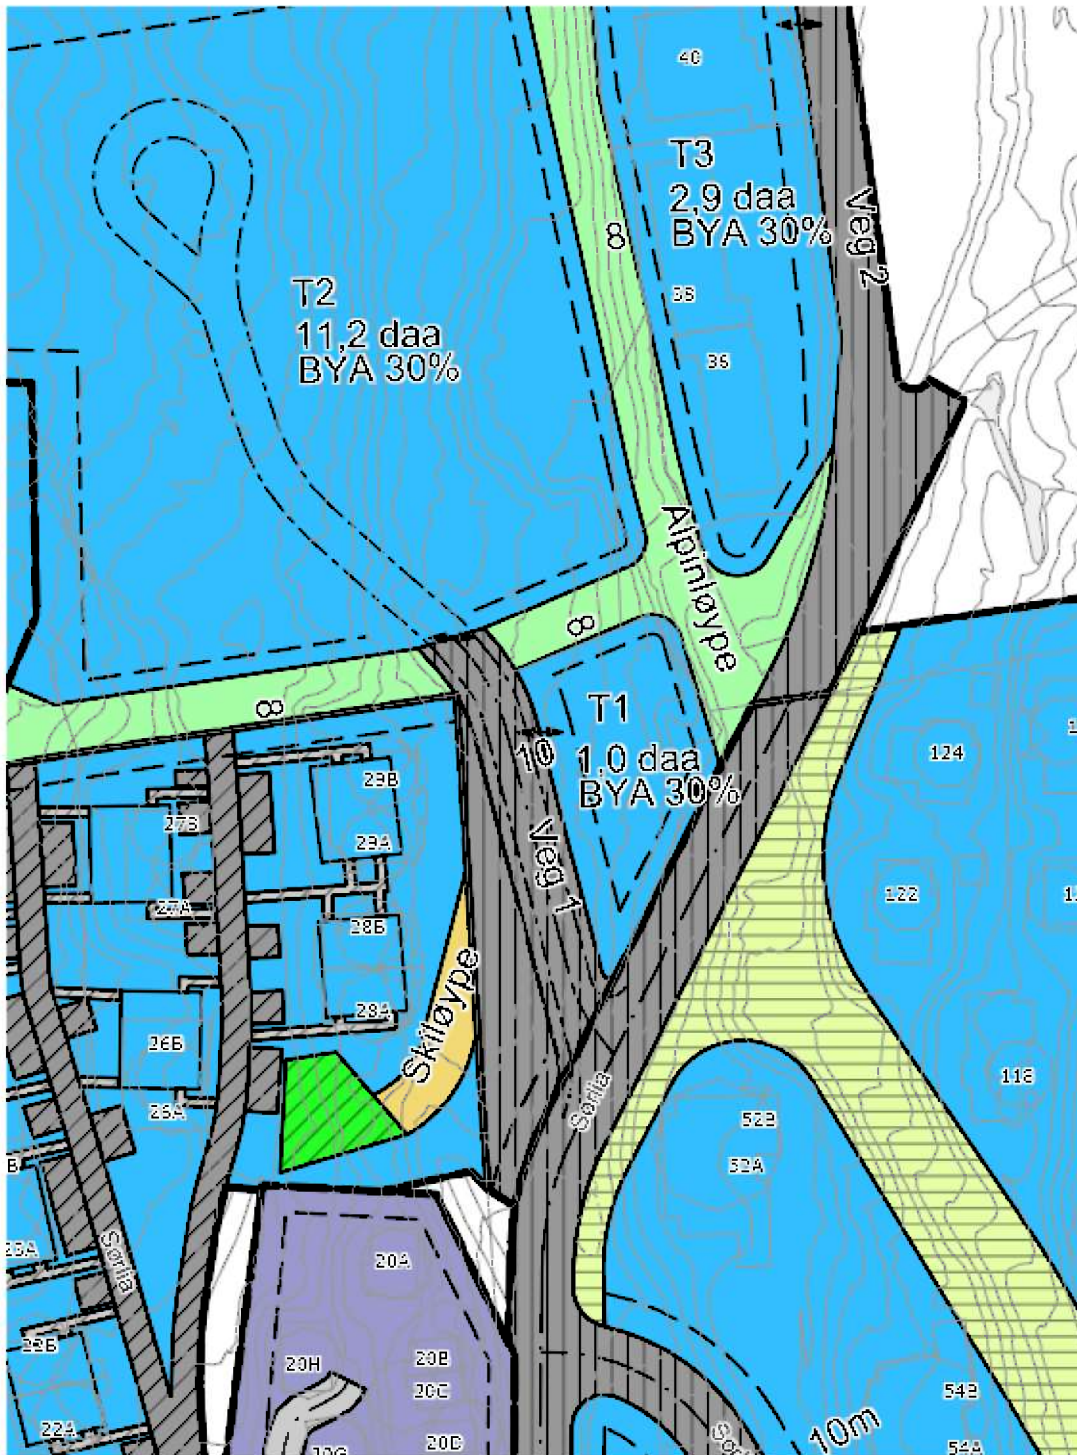 40
T3
2,9 daa
BYA 30%
Veg 2
8
T2
11,2 daa
BYA 30%
38
36
Alpinløype
8
8
T1
10
1,0 daa
BYA 30%
124
29B
27B
29A
Veg 1
122
27A
28B
Skiløype
28A
26B
118
Sørlia
52B
26A
52A
Sørlia
20A
22B
20H
20B
20C
54B
22A
10m
20D
54A